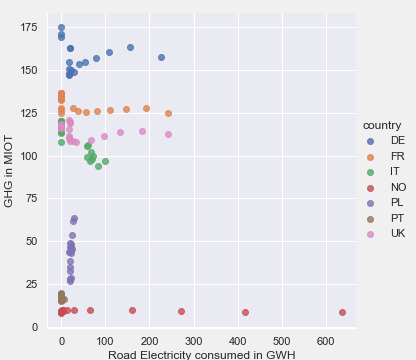 175
150
125
100
75
50
25
0
GHG in MIOT
0 100 200 300 400 500 600
Road Electricity consumed in GWH
country
DE
FR
IT
NO
PL
PT
UK